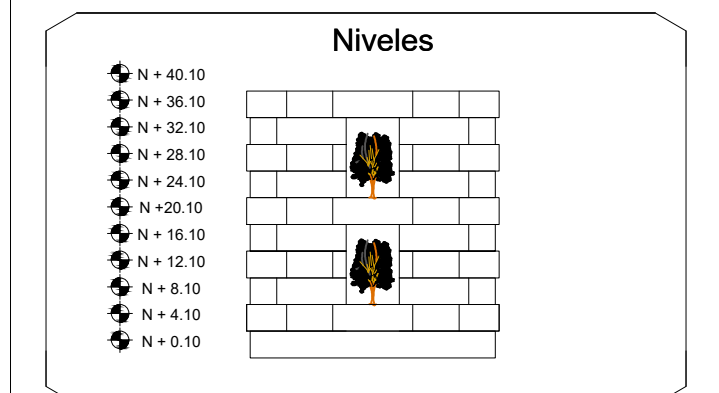 Niveles
N + 40.10
N + 36.10
N + 32.10
N + 28.10
N + 24.10
N +20.10
N + 16.10
N + 12.10
N + 8.10
N + 4.10
N + 0.10